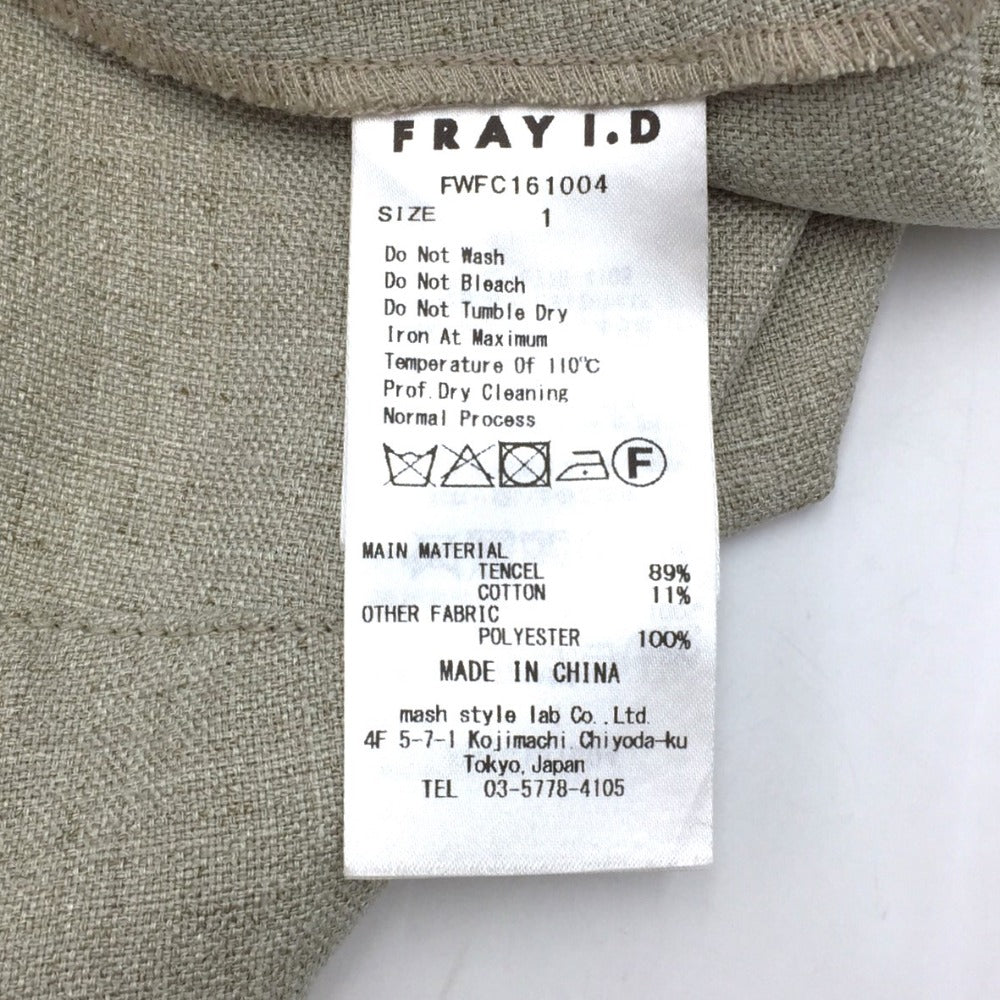 FRAY I.D
FWFC161004
SIZE 1
Do Not Wash
Do Not Bleach
Do Not Tumble Dry
Iron At Maximum
Temperature Of 110℃
Prof. Dry Cleaning
Normal Process
F
MAIN MATERIAL
TENCEL 89%
COTTON 11%
OTHER FABRIC
POLYESTER 100%
MADE IN CHINA
mash style lab Co.,Ltd.
4F 5-7-1 Kojimachi, Chiyoda-ku
Tokyo, Japan
TEL 03-5778-4105